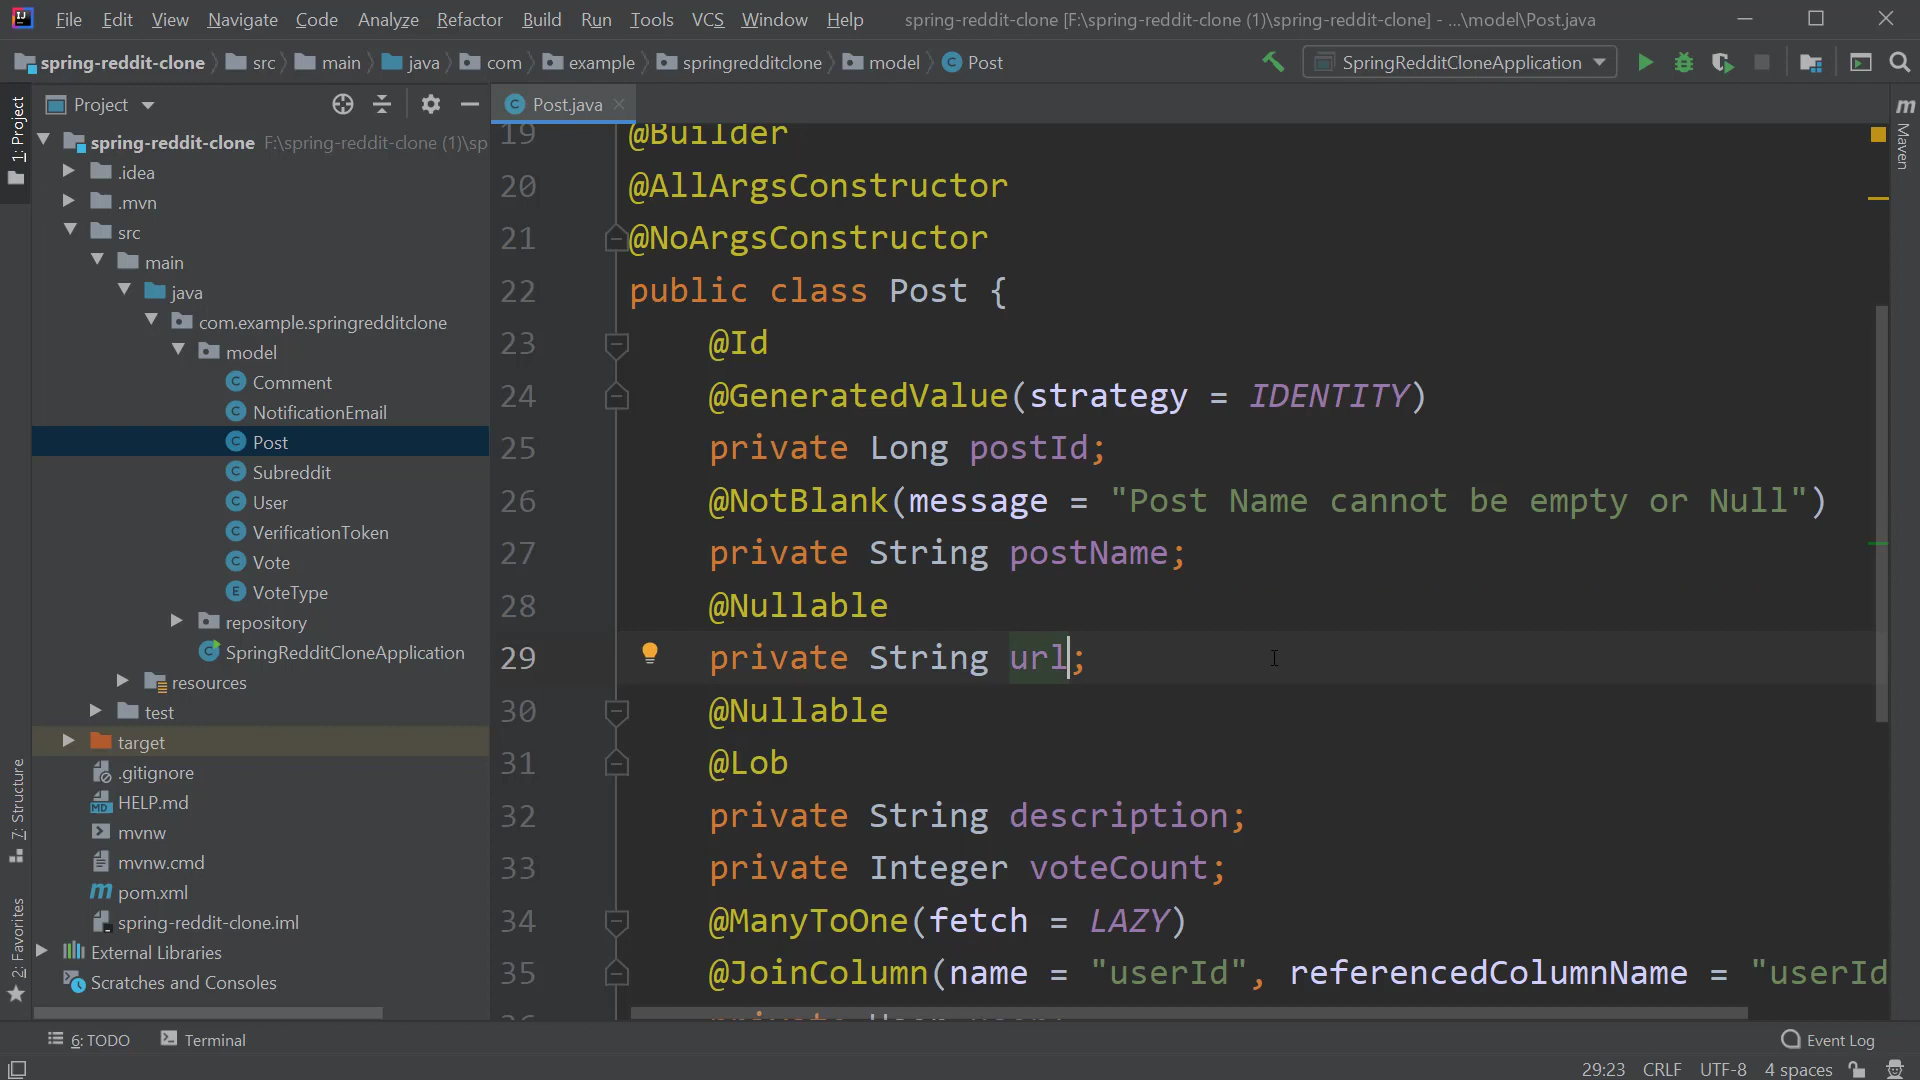 File Edit View Navigate Code Analyze Refactor Build Run Tools VCS Window Help spring-reddit-clone [F:\spring-reddit-clone (1)\spring-reddit-clone] - ...\model\Post.java
spring-reddit-clone src main java com example springredditclone model Post SpringRedditCloneApplication
1: Project
Project
Post.java
Maven
spring-reddit-clone F:\spring-reddit-clone (1)\sp
.idea
.mvn
src
main
java
com.example.springredditclone
model
Comment
NotificationEmail
Post
Subreddit
User
VerificationToken
Vote
VoteType
repository
SpringRedditCloneApplication
resources
test
target
.gitignore
HELP.md
mvnw
mvnw.cmd
pom.xml
spring-reddit-clone.iml
External Libraries
Scratches and Consoles
7: Structure
2: Favorites
19 @Builder
20 @AllArgsConstructor
21 @NoArgsConstructor
22 public class Post {
23 @Id
24 @GeneratedValue(strategy = IDENTITY)
25 private Long postId;
26 @NotBlank(message = "Post Name cannot be empty or Null")
27 private String postName;
28 @Nullable
29 private String url;
30 @Nullable
31 @Lob
32 private String description;
33 private Integer voteCount;
34 @ManyToOne(fetch = LAZY)
35 @JoinColumn(name = "userId", referencedColumnName = "userId
6: TODO Terminal Event Log
29:23 CRLF UTF-8 4 spaces